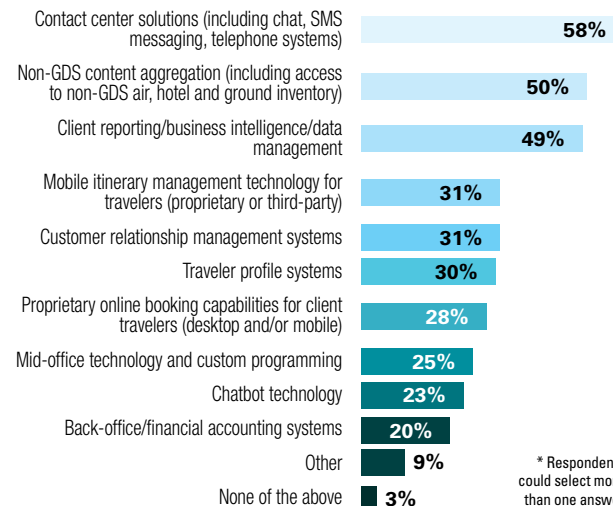 Contact center solutions (including chat, SMS
messaging, telephone systems)
58%
Non-GDS content aggregation (including access
to non-GDS air, hotel and ground inventory)
50%
Client reporting/business intelligence/data
management
49%
Mobile itinerary management technology for
travelers (proprietary or third-party)
31%
Customer relationship management systems
31%
Traveler profile systems
30%
Proprietary online booking capabilities for client
travelers (desktop and/or mobile)
28%
Mid-office technology and custom programming
25%
Chatbot technology
23%
Back-office/financial accounting systems
20%
Other
9%
None of the above
3%
*
could select
than one